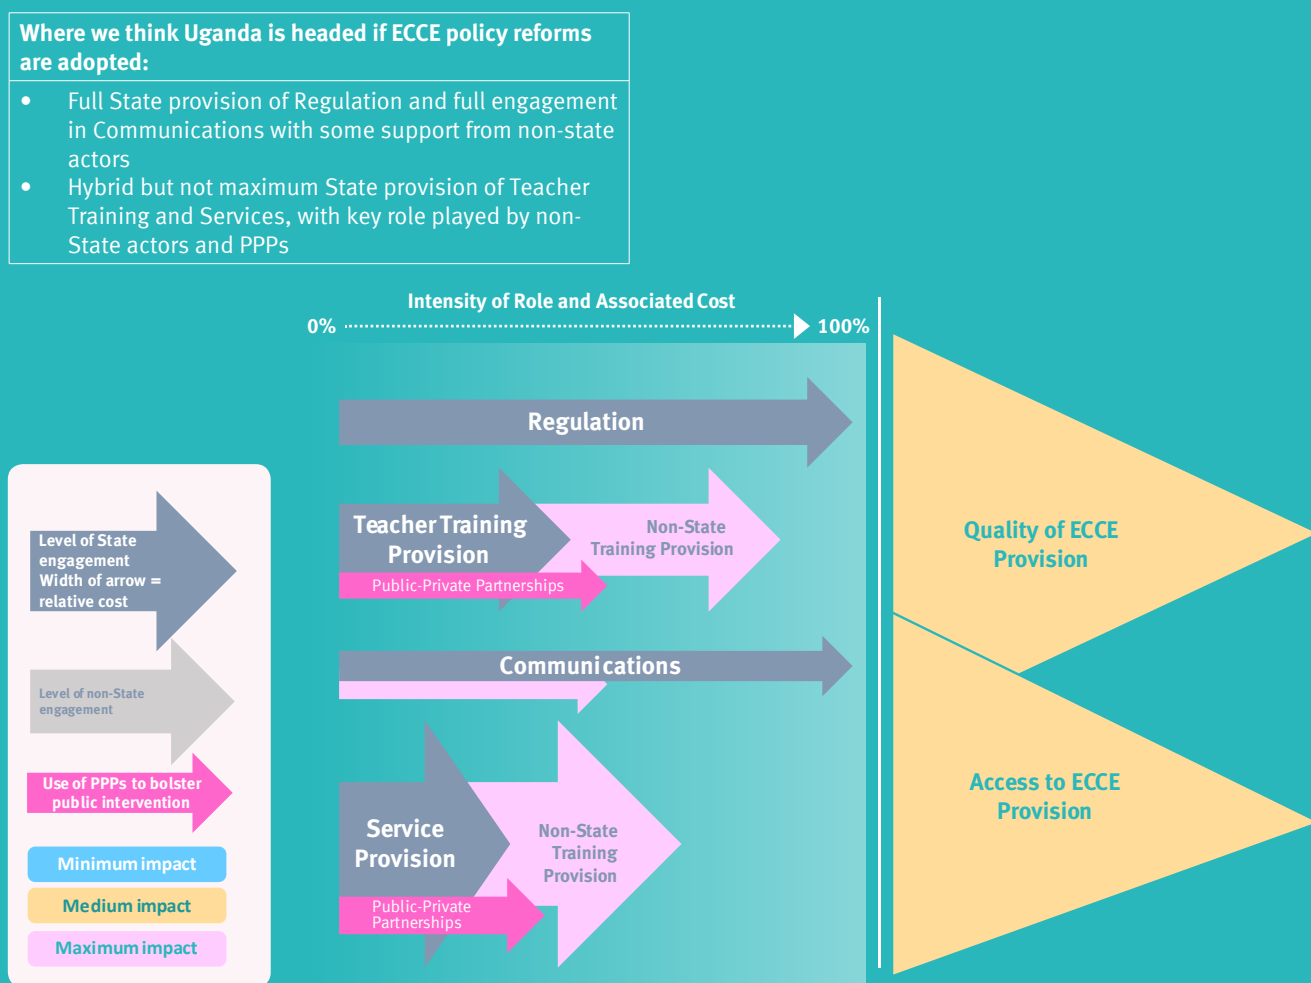 Where we think Uganda is headed if ECCE policy reforms
are adopted:
• Full State provision of Regulation and full engagement
in Communications with some support from non-state
actors
• Hybrid but not maximum State provision of Teacher
Training and Services, with key role played by non-
State actors and PPPs
Intensity of Role and Associated Cost
0% 100%
Regulation
Teacher Training
Provision
Non-State
Training Provision
Public-Private Partnerships
Communications
Service
Provision
Non-State
Training
Provision
Public-Private
Partnerships
Quality of ECCE
Provision
Access to ECCE
Provision
Level of State
engagement
Width of arrow =
relative cost
Level of non-State
engagement
Use of PPPs to bolster
public intervention
Minimum impact
Medium impact
Maximum impact